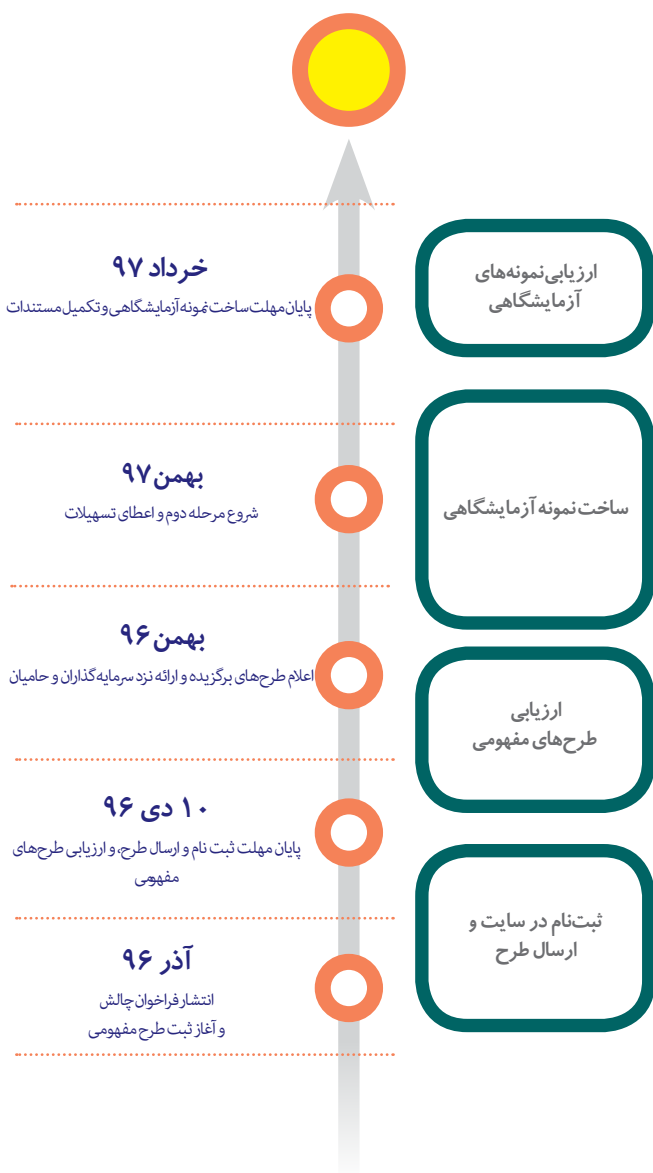 ارزیابی نمونه‌های
آزمایشگاهی
خرداد ۹۷
پایان مهلت ساخت نمونه آزمایشگاهی و تکمیل مستندات
ساخت نمونه آزمایشگاهی
بهمن ۹۷
شروع مرحله دوم و اعطای تسهیلات
بهمن ۹۶
اعلام طرح‌های برگزیده و ارائه نزد سرمایه‌گذاران و حامیان
ارزیابی
طرح‌های مفهومی
۱۰ دی ۹۶
پایان مهلت ثبت نام و ارسال طرح، و ارزیابی طرح‌های
مفهومی
ثبت‌نام در سایت و
ارسال طرح
آذر ۹۶
انتشار فراخوان چالش
و آغاز ثبت طرح مفهومی